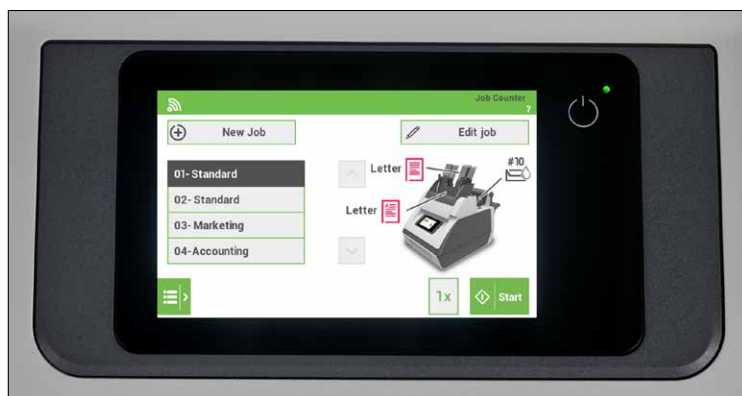 Job Counter
7
New Job
Edit job
01- Standard
02- Standard
03- Marketing
04-Accounting
Letter
#10
Letter
1x
Start